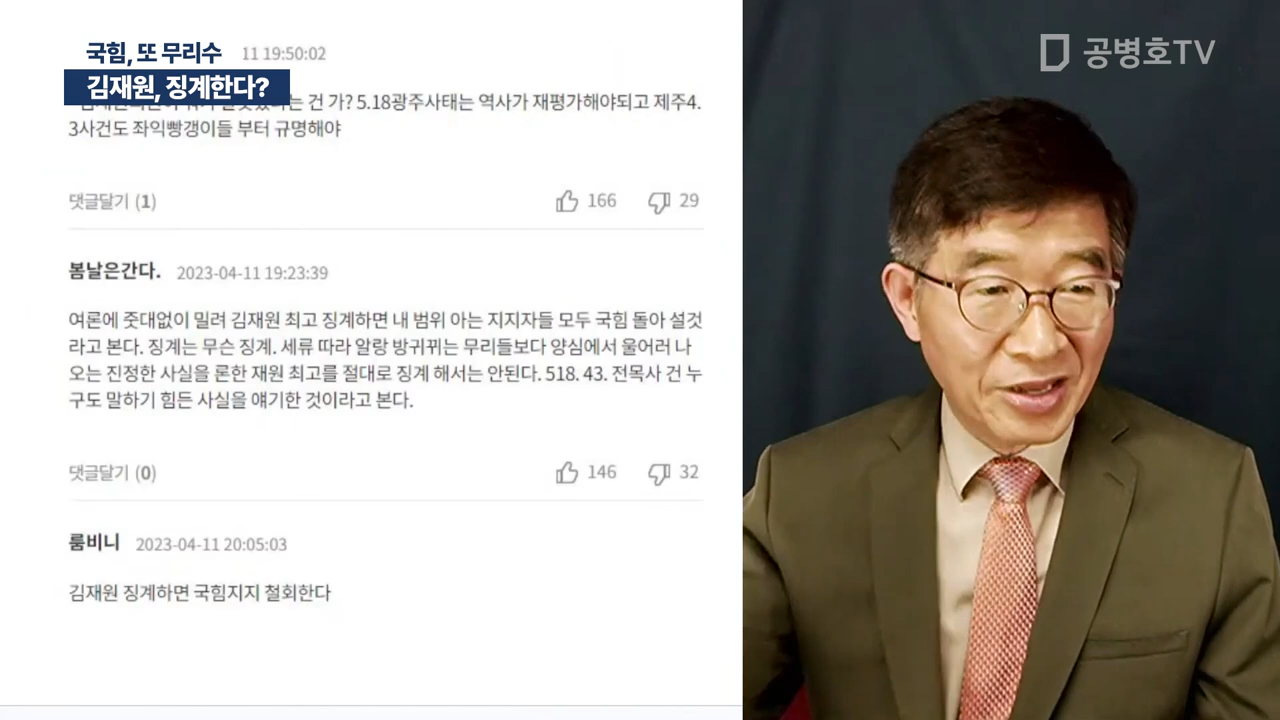 국힘, 또 무리수
11 19:50:02
공병호TV
김재원, 징계한다?
건 가? 5.18광주사태는 역사가 재평가해야되고 제주4.
3사건도 좌익빵갱이들 부터 규명해야
댓글달기 (1)
166
29
봄날은간다.
2023-04-11 19:23:39
여론에 줏대없이 밀려 김재원 최고 징계하면 내 범위 아는 지지자들 모두 국힘 돌아 설것
라고 본다. 징계는 무슨 징계. 세류 따라 알랑 방귀뀌는 무리들보다 양심에서 울어러 나
오는 진정한 사실을 론한 재원 최고를 절대로 징계 해서는 안된다. 518. 43. 전목사 건 누
구도 말하기 힘든 사실을 얘기한 것이라고 본다.
댓글달기 (0)
146
32
룸비니
2023-04-11 20:05:03
김재원 징계하면 국힘지지 철회한다